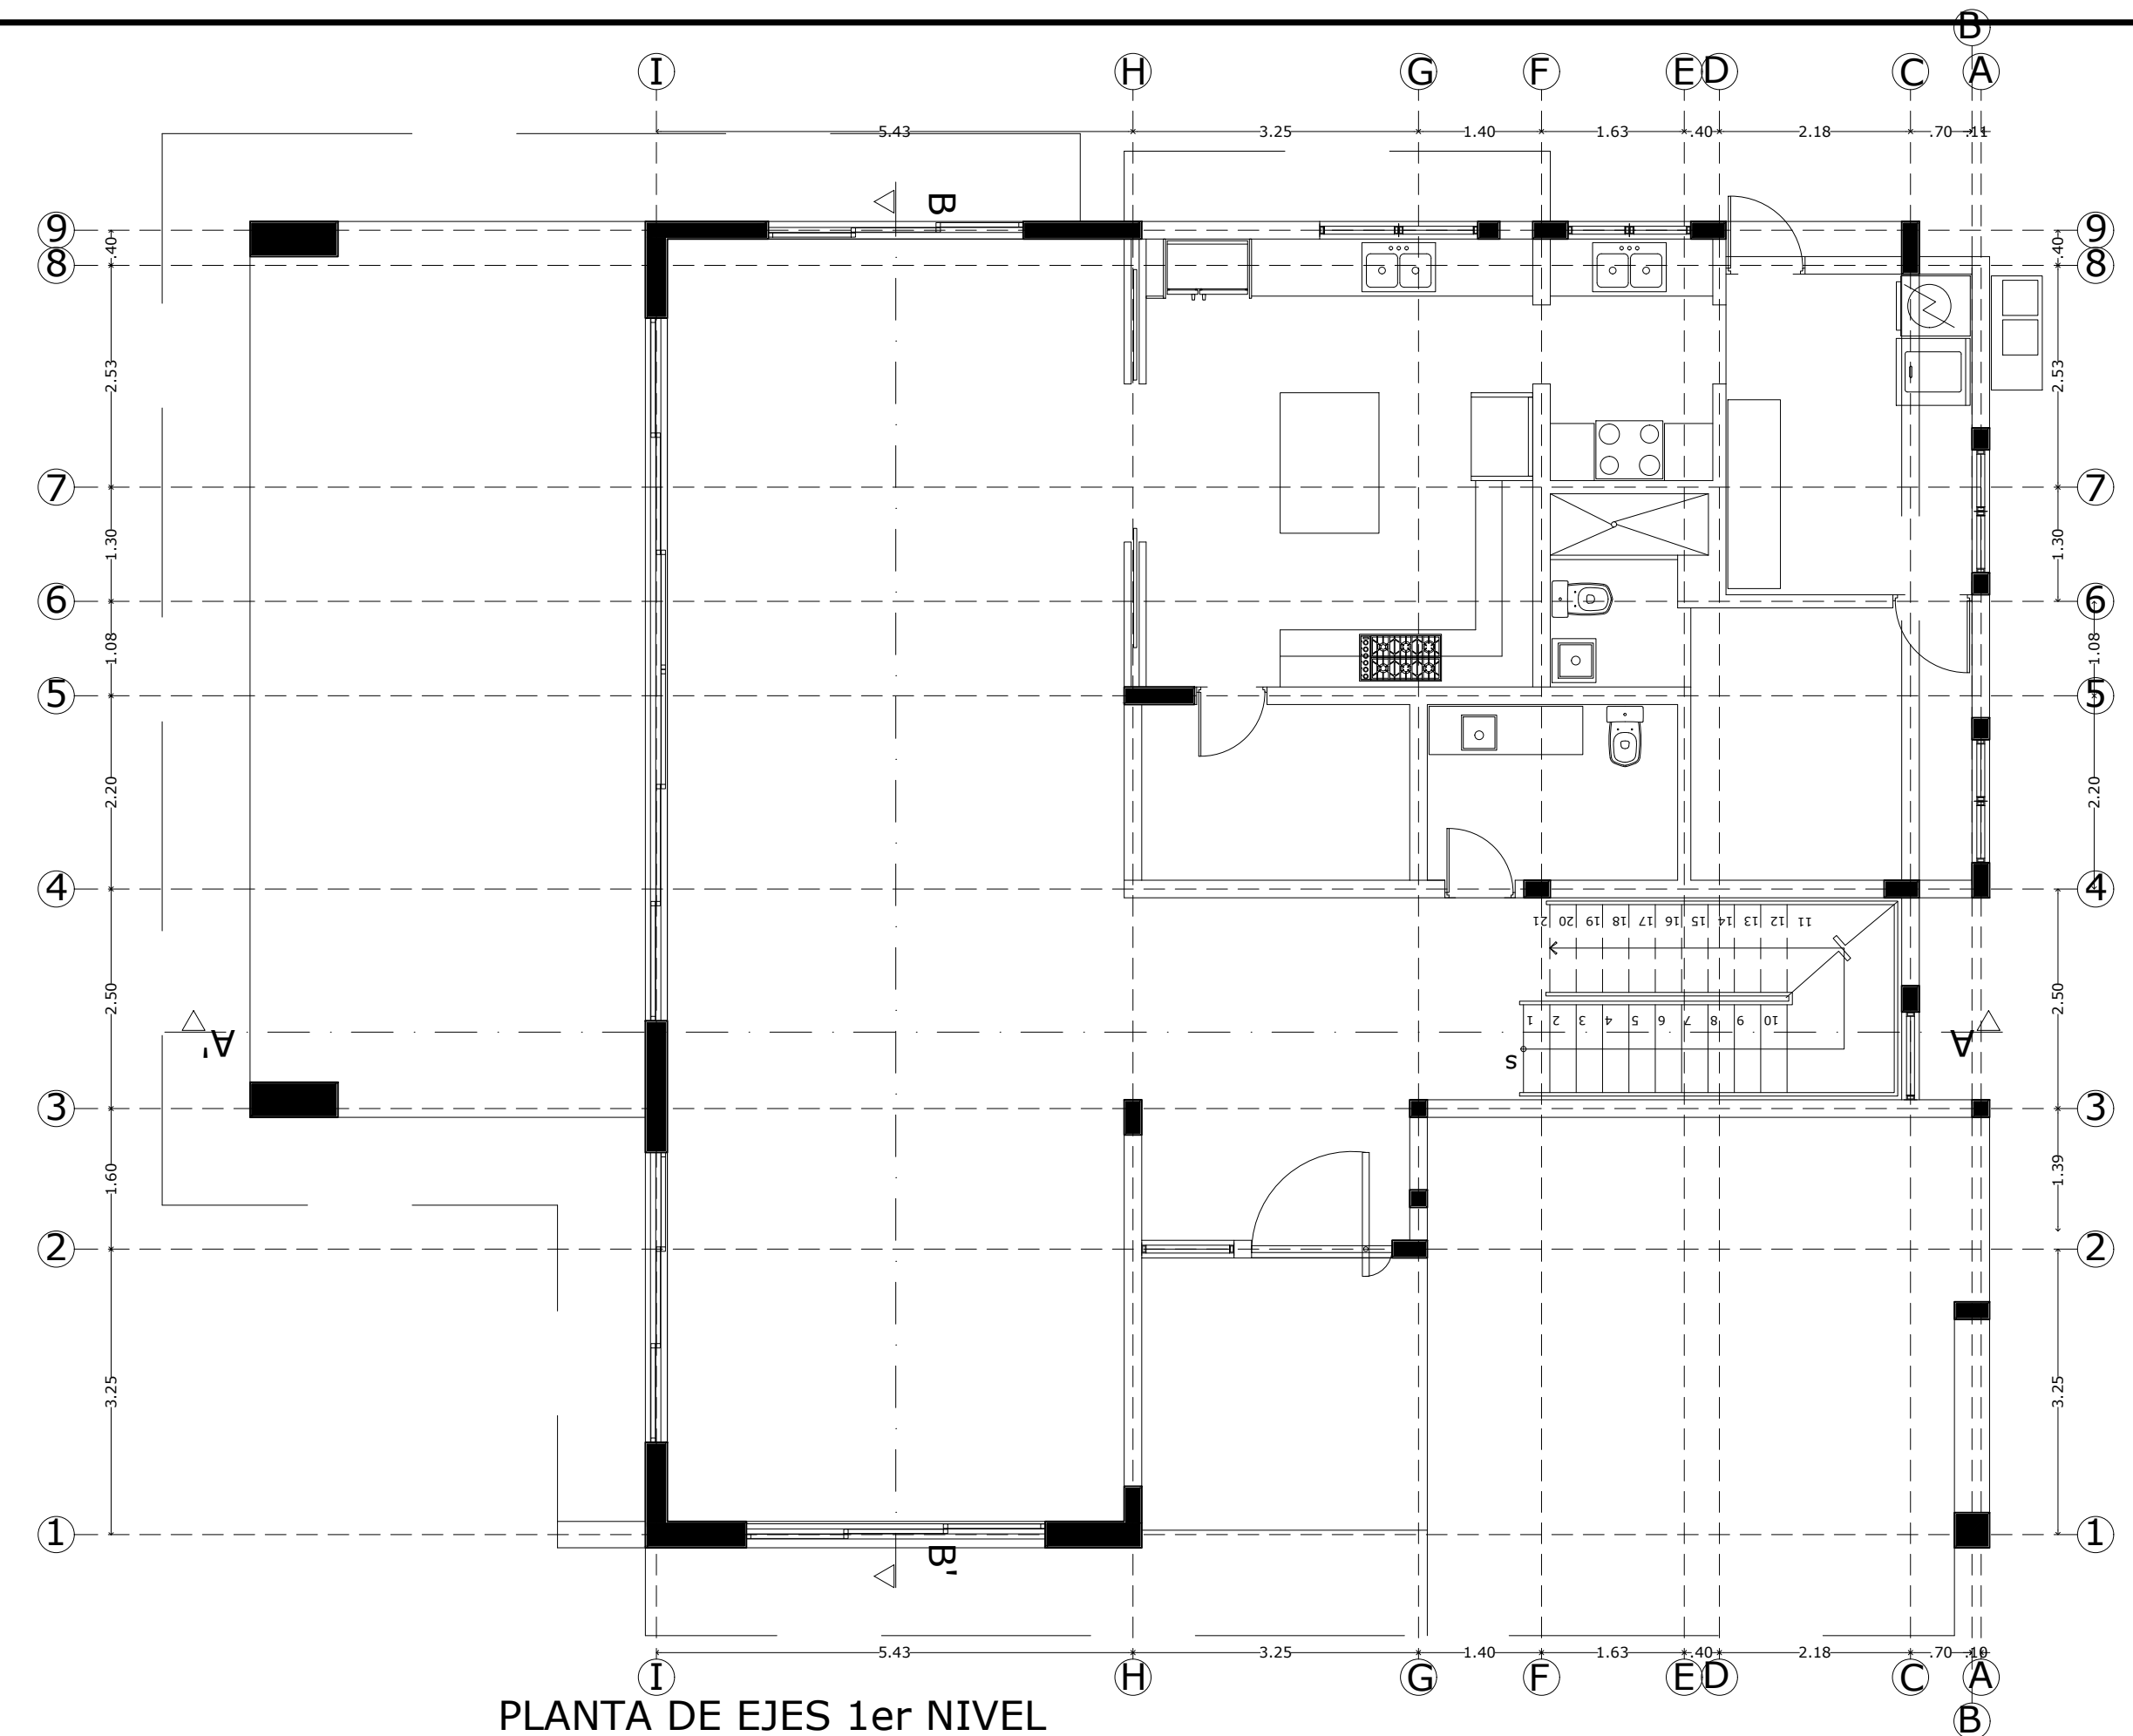 B
I H G F E D C A
5.43 3.25 1.40 1.63 .40 2.18 .70 .11
B
9 .40 9
8 .40 8
2.53 2.53
7 7
1.30 1.30
6 6
1.08 1.08
5 5
2.20 2.20
4 4
21 20 19 18 17 16 15 14 13 12 11
2.50 2.50
1 2 3 4 5 6 7 8 9 10
A' A
S
3 3
1.60 1.39
2 2
3.25 3.25
1 1
B'
5.43 3.25 1.40 1.63 .40 2.18 .70 .10
I H G F E D C A
PLANTA DE EJES 1er NIVEL B